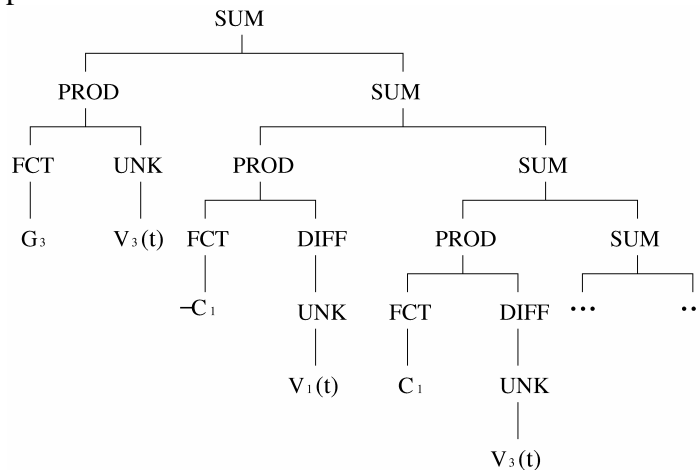 SUM
PROD SUM
FCT UNK PROD SUM
G₃ V₃(t) FCT DIFF PROD SUM
−C₁ UNK FCT DIFF ... ..
V₁(t) C₁ UNK
V₃(t)